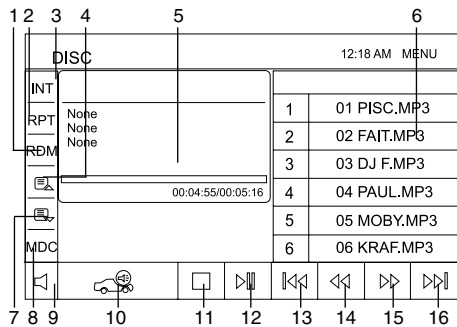 1 2 3 4 5 6
DISC 12:18 AM MENU
INT
RPT
RDM
MDC
None
None
None
00:04:55/00:05:16
1 01 PISC.MP3
2 02 FAIT.MP3
3 03 DJ F.MP3
4 04 PAUL.MP3
5 05 MOBY.MP3
6 06 KRAF.MP3
7 8 9 10 11 12 13 14 15 16